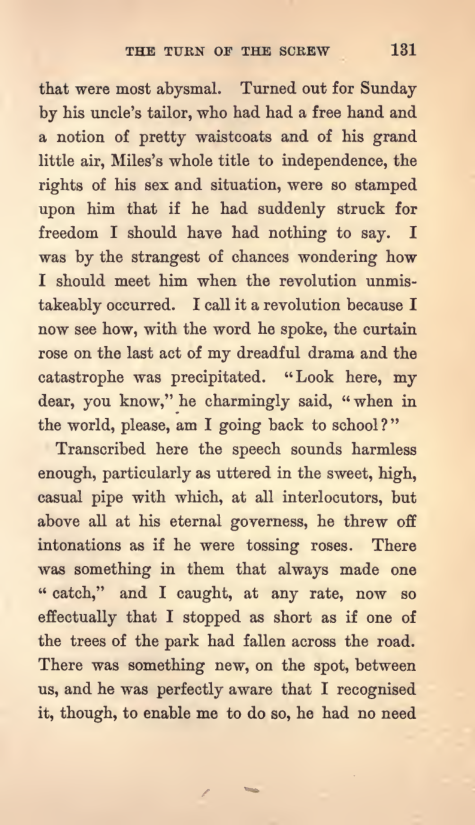 THE TURN OF THE SCREW 131
that were most abysmal. Turned out for Sunday
by his uncle's tailor, who had had a free hand and
a notion of pretty waistcoats and of his grand
little air, Miles's whole title to independence, the
rights of his sex and situation, were so stamped
upon him that if he had suddenly struck for
freedom I should have had nothing to say. I
was by the strangest of chances wondering how
I should meet him when the revolution unmis-
takeably occurred. I call it a revolution because I
now see how, with the word he spoke, the curtain
rose on the last act of my dreadful drama and the
catastrophe was precipitated. "Look here, my
dear, you know," he charmingly said, "when in
the world, please, am I going back to school?"
Transcribed here the speech sounds harmless
enough, particularly as uttered in the sweet, high,
casual pipe with which, at all interlocutors, but
above all at his eternal governess, he threw off
intonations as if he were tossing roses. There
was something in them that always made one
"catch," and I caught, at any rate, now so
effectually that I stopped as short as if one of
the trees of the park had fallen across the road.
There was something new, on the spot, between
us, and he was perfectly aware that I recognised
it, though, to enable me to do so, he had no need